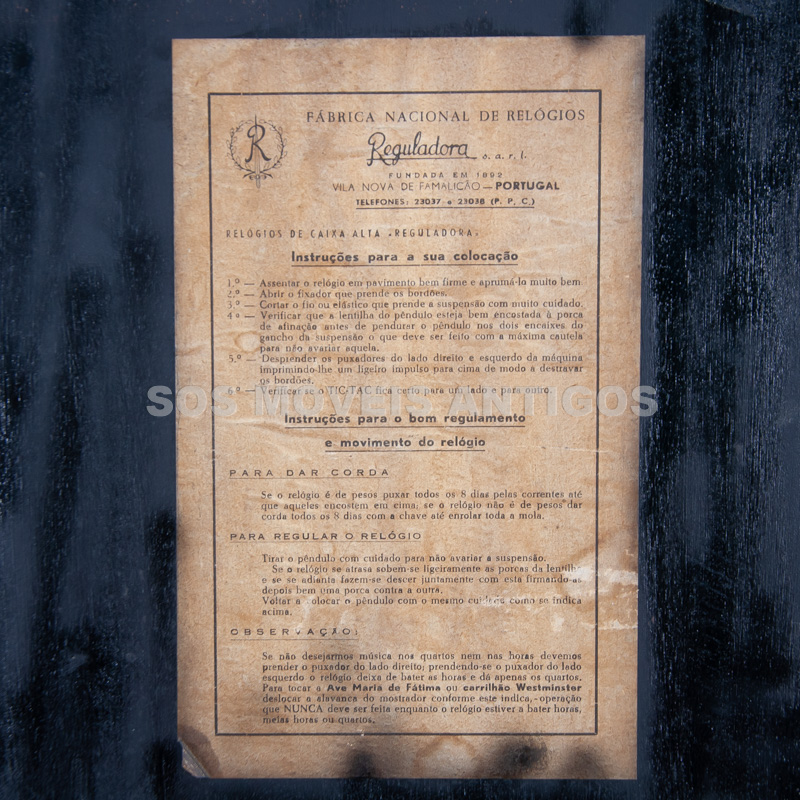 R
FÁBRICA NACIONAL DE RELÓGIOS
Reguladora s. a. r. l.
FUNDADA EM 1892
VILA NOVA DE FAMALICÃO — PORTUGAL
TELEFONES: 23037 e 23038 (P. P. C.)
RELÓGIOS DE CAIXA ALTA «REGULADORA»
Instruções para a sua colocação
1.º — Assentar o relógio em pavimento bem firme e aprumá-lo muito bem
2.º — Abrir o fixador que prende os bordões.
3.º — Cortar o fio ou elástico que prende a suspensão com muito cuidado.
4.ª — Verificar que a lentilha do pêndulo esteja bem encostada à porca
de afinação antes de pendurar o pêndulo nos dois encaixes do
gancho da suspensão o que deve ser feito com a máxima cautela
para não avariar aquela.
5.º — Desprender os puxadores do lado direito e esquerdo da máquina
imprimindo-lhe um ligeiro impulso para cima de modo a destravar
os bordões.
6.º — Verificar se o TIC-TAC fica certo para um lado e para outro.
SOS MÓVEIS ANTIGOS
Instruções para o bom regulamento
e movimento do relógio
PARA DAR CORDA
Se o relógio é de pesos puxar todos os 8 dias pelas correntes até
que aqueles encostem em cima; se o relógio não é de pesos dar
corda todos os 8 dias com a chave até enrolar toda a mola.
PARA REGULAR O RELÓGIO
Tirar o pêndulo com cuidado para não avariar a suspensão.
Se o relógio se atrasa sobem-se ligeiramente as porcas da lentilha
e se se adianta fazem-se descer juntamente com esta firmando-as
depois bem uma porca contra a outra.
Voltar a colocar o pêndulo com o mesmo cuidado como se indica
acima.
OBSERVAÇÃO:
Se não desejarmos música nos quartos nem nas horas devemos
prender o puxador do lado direito; prendendo-se o puxador do lado
esquerdo o relógio deixa de bater as horas e dá apenas os quartos.
Para tocar a Ave Maria de Fátima ou carrilhão Westminster
deslocar a alavanca do mostrador conforme este indica, - operação
que NUNCA deve ser feita enquanto o relógio estiver a bater horas,
meias horas ou quartos.